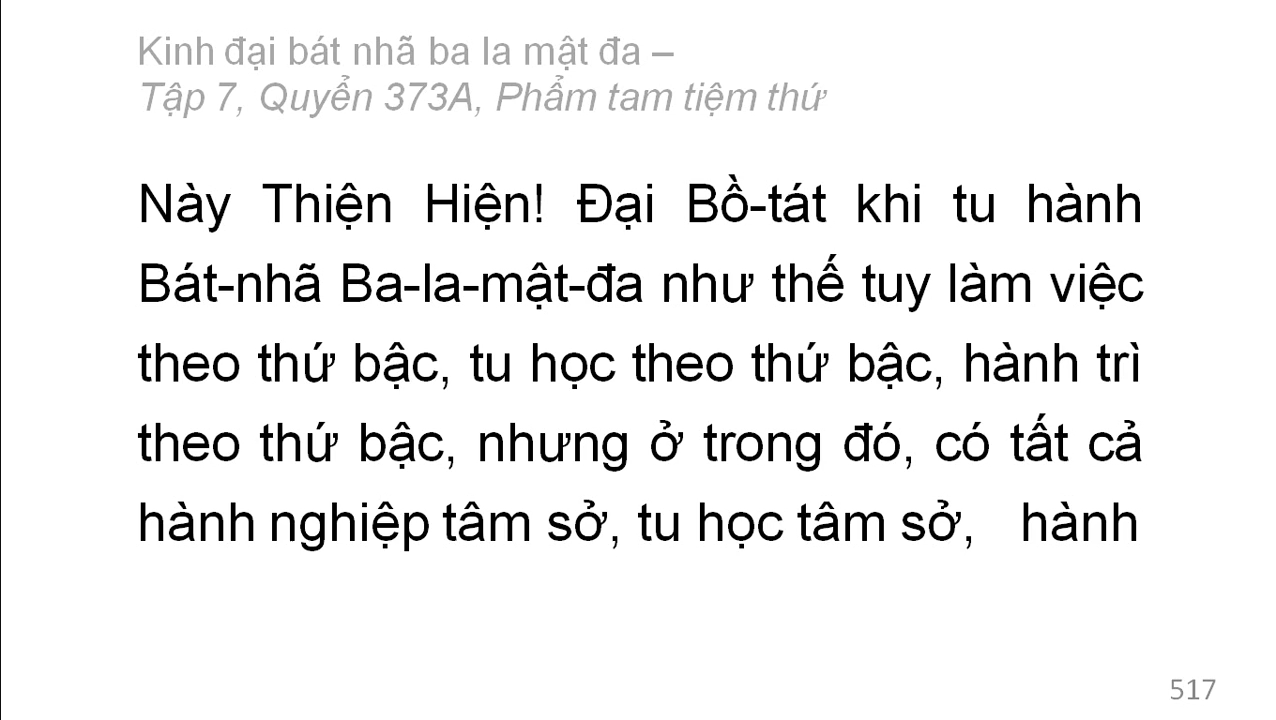 Kinh đại bát nhã ba la mật đa –
Tập 7, Quyển 373A, Phẩm tam tiệm thứ
Này Thiện Hiện! Đại Bồ-tát khi tu hành
Bát-nhã Ba-la-mật-đa như thế tuy làm việc
theo thứ bậc, tu học theo thứ bậc, hành trì
theo thứ bậc, nhưng ở trong đó, có tất cả
hành nghiệp tâm sở, tu học tâm sở, hành
517